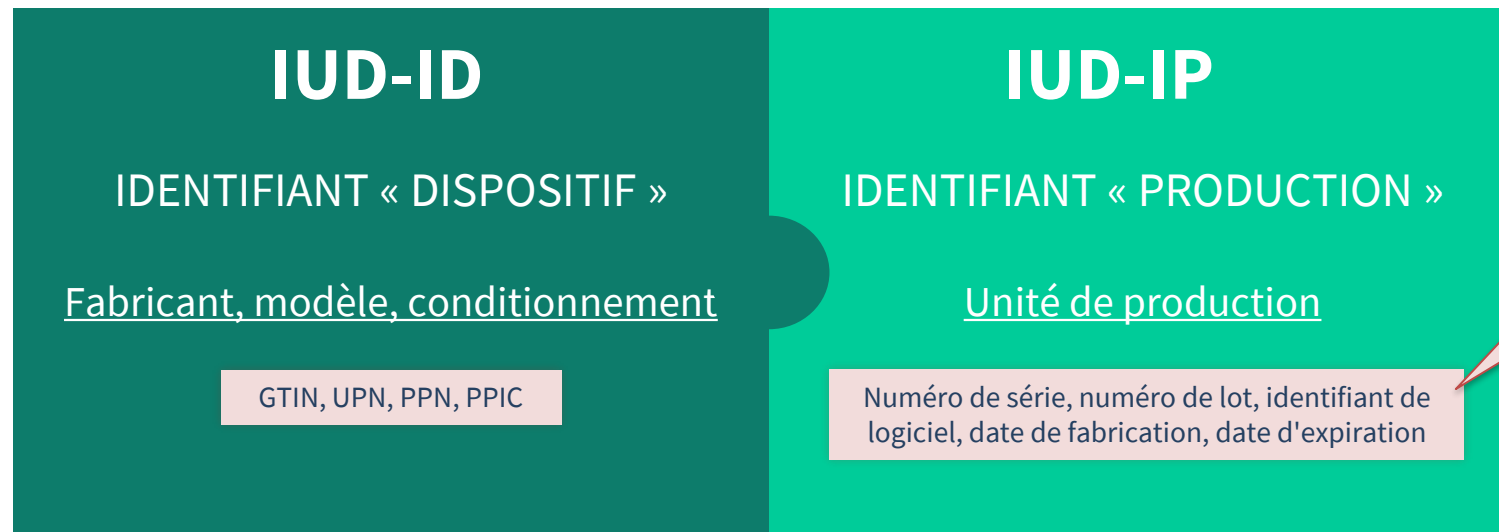 IUD-ID
IDENTIFIANT « DISPOSITIF »
Fabricant, modèle, conditionnement
GTIN, UPN, PPN, PPIC
IUD-IP
IDENTIFIANT « PRODUCTION »
Unité de production
Numéro de série, numéro de lot, identifiant de
logiciel, date de fabrication, date d'expiration